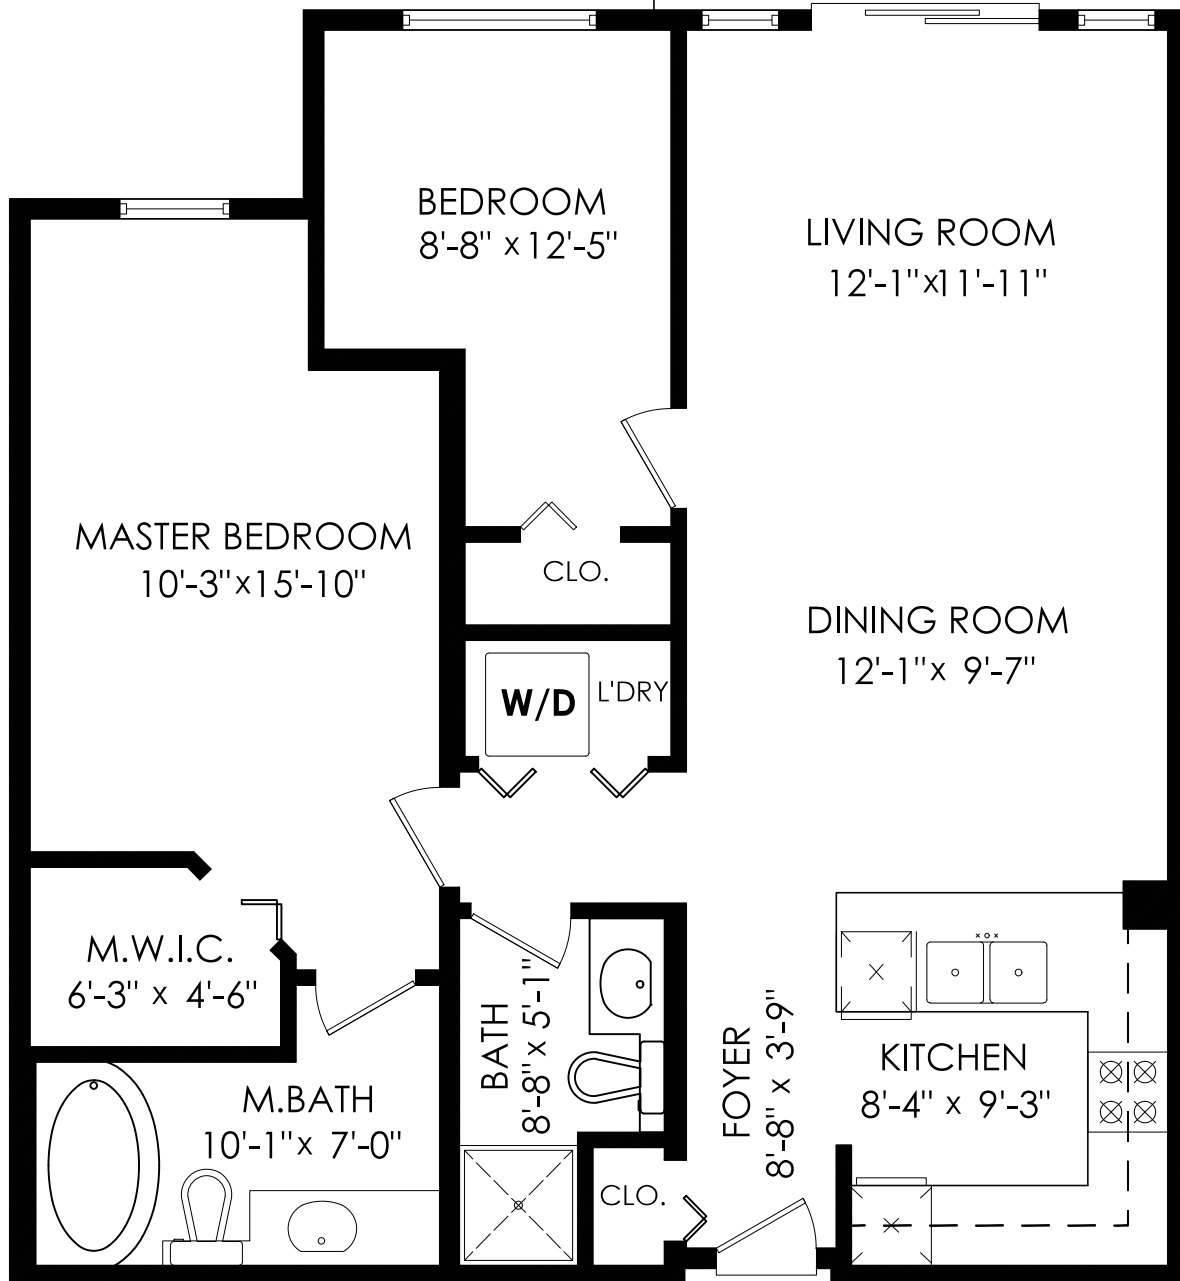 BEDROOM
8'-8" x 12'-5"
LIVING ROOM
12'-1"x11'-11"
MASTER BEDROOM
10'-3"x15'-10"
CLO.
DINING ROOM
12'-1"x 9'-7"
W/D
L'DRY
M.W.I.C.
6'-3" x 4'-6"
BATH
8'-8" x 5'-1"
FOYER
8'-8" x 3'-9"
KITCHEN
8'-4" x 9'-3"
M.BATH
10'-1"x 7'-0"
CLO.